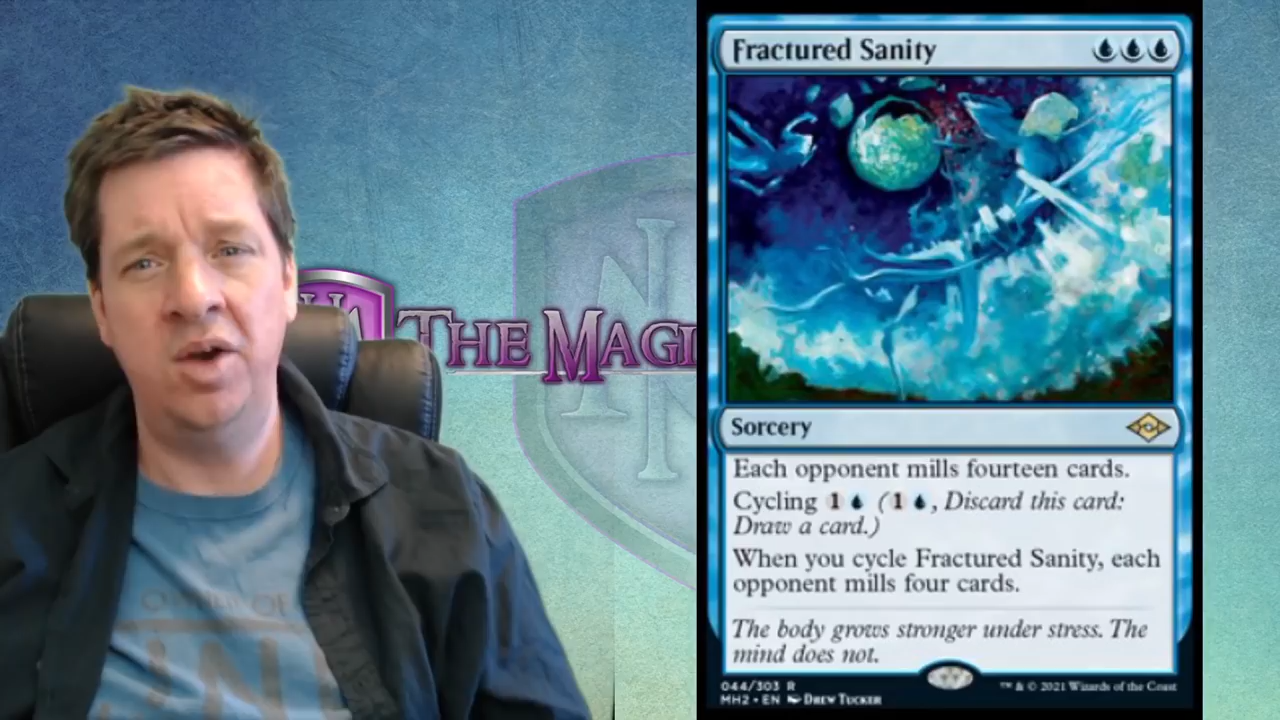 THE MAGI
Fractured Sanity
Sorcery
Each opponent mills fourteen cards.
Cycling 1 (1 , Discard this card:
Draw a card.)
When you cycle Fractured Sanity, each
opponent mills four cards.
The body grows stronger under stress. The
mind does not.
044/303 R
MH2 • EN DREW TUCKER
™ & © 2021 Wizards of the Coast